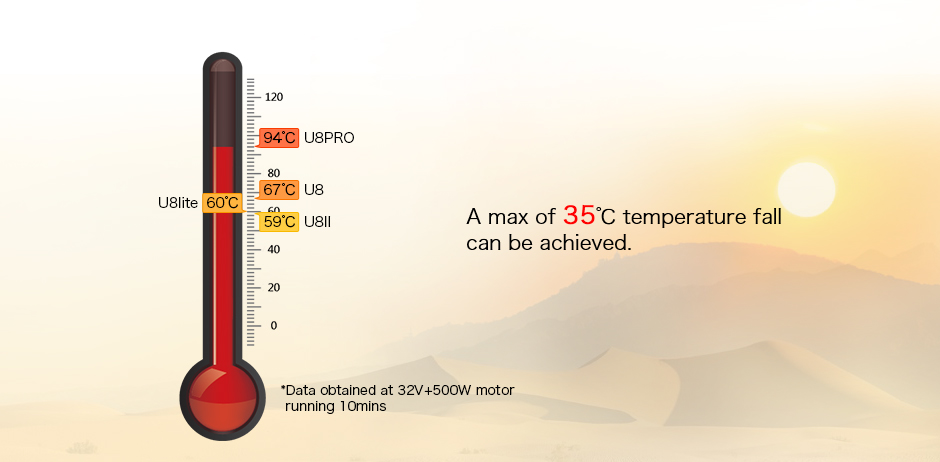 120
94°C U8PRO
80
67°C U8
U8lite 60°C
60
59°C U8II
40
20
0
A max of 35°C temperature fall
can be achieved.
*Data obtained at 32V+500W motor
running 10mins